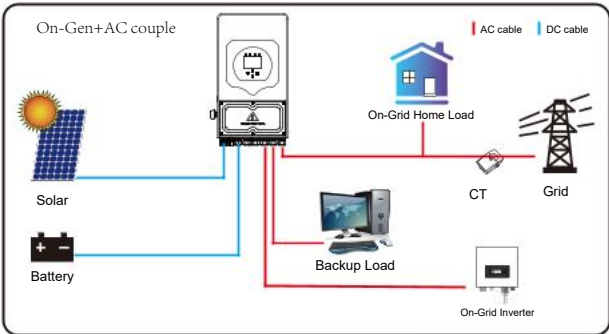 On-Gen+AC couple
AC cable
DC cable
On-Grid Home Load
Solar
CT
Grid
Battery
Backup Load
On-Grid Inverter